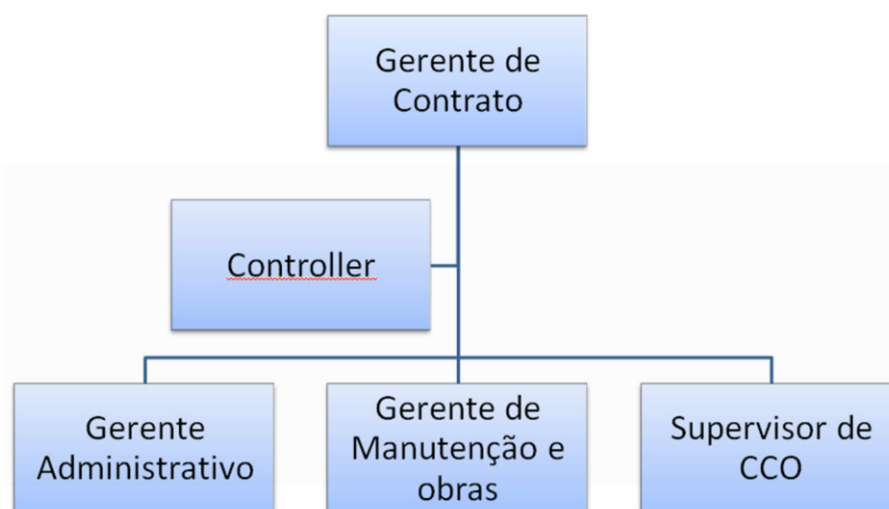 Gerente de
Contrato
Controller
Gerente
Administrativo
Gerente de
Manutenção e
obras
Supervisor de
CCO